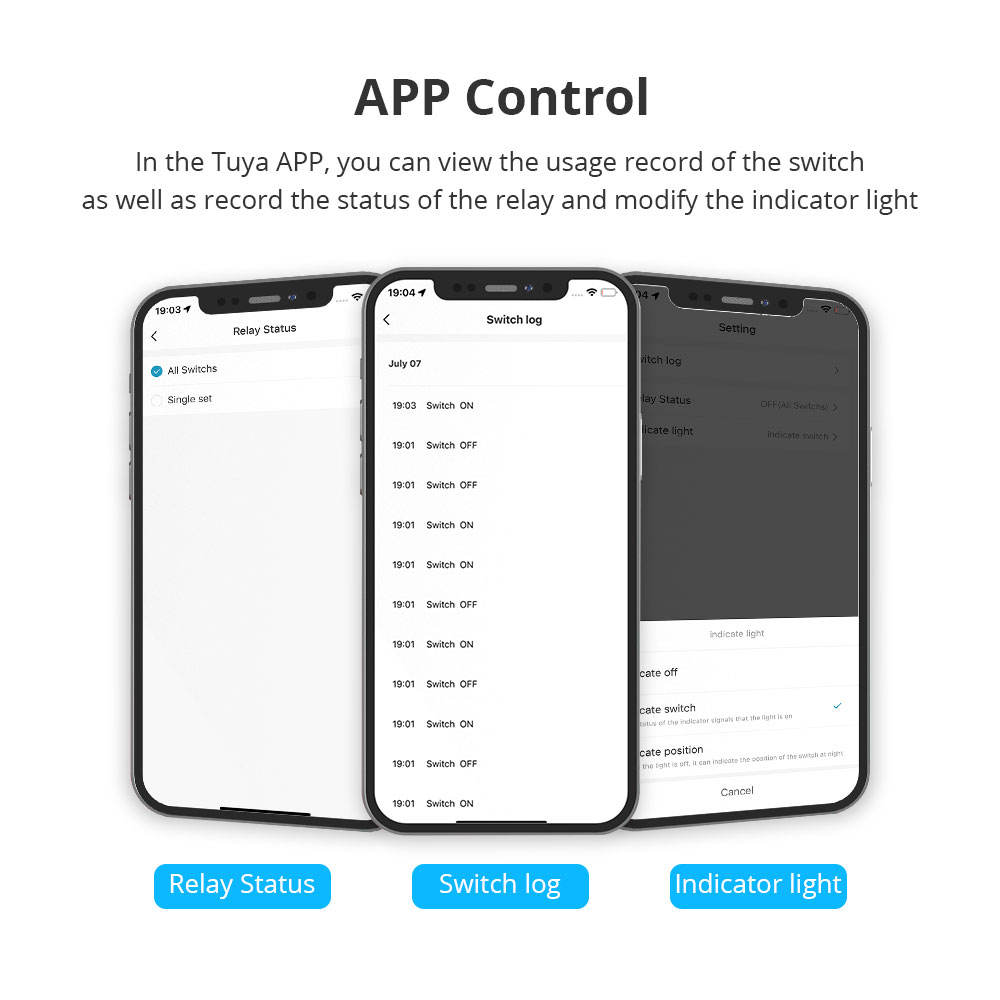 APP Control
In the Tuya APP, you can view the usage record of the switch
as well as record the status of the relay and modify the indicator light
19:03
Relay Status
All Switchs
Single set
19:04
Switch log
July 07
19:03 Switch ON
19:01 Switch OFF
19:01 Switch OFF
19:01 Switch ON
19:01 Switch ON
19:01 Switch OFF
19:01 Switch ON
19:01 Switch OFF
19:01 Switch ON
19:01 Switch OFF
19:01 Switch ON
04
Setting
witch log
lay Status OFF(All Switchs)
licate light indicate switch
indicate light
cate off
cate switch
tatus of the indicator signals that the light is on
cate position
the light is off, it can indicate the position of the switch at night
Cancel
Relay Status
Switch log
Indicator light